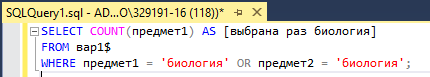 SQLQuery1.sql - AD...O\329191-16 (118))*
SELECT COUNT(предмет1) AS [выбрана раз биология]
FROM вар1$
WHERE предмет1 = 'биология' OR предмет2 = 'биология';